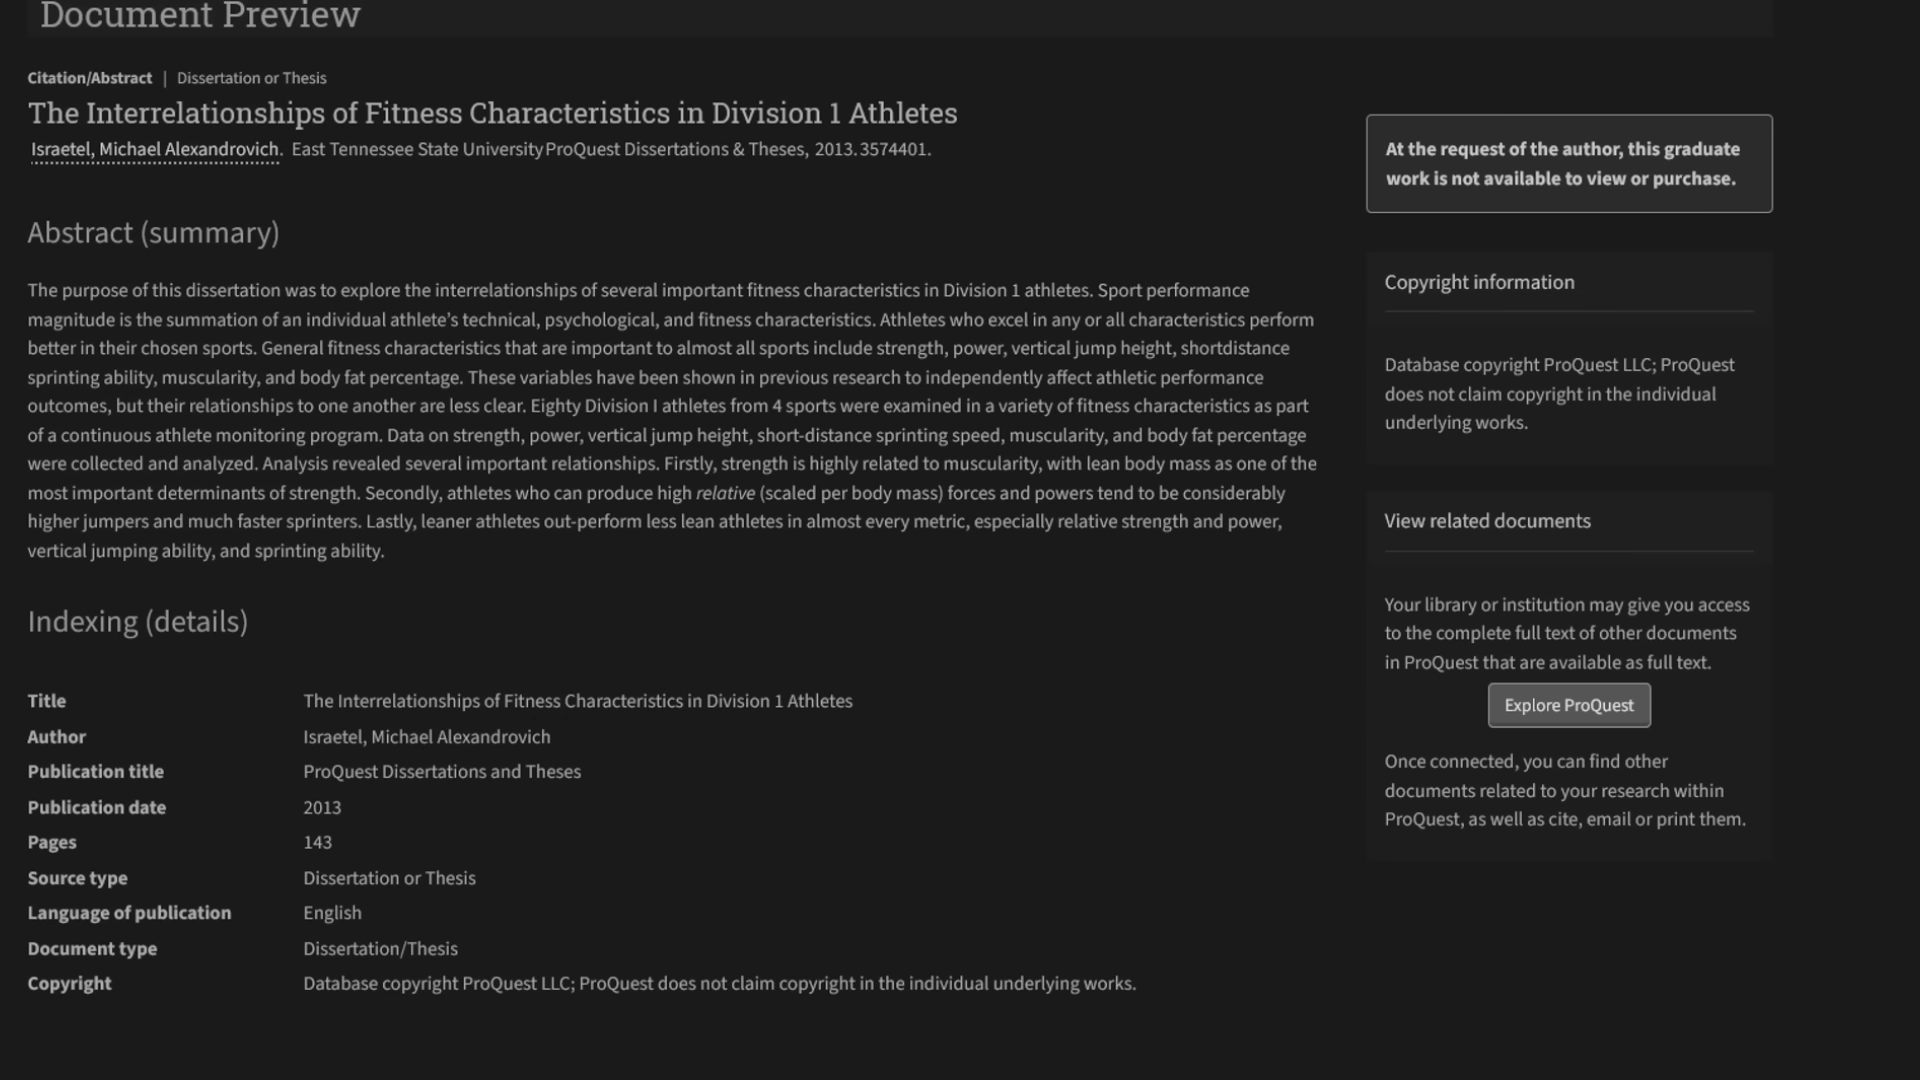 Document Preview
Citation/Abstract | Dissertation or Thesis
The Interrelationships of Fitness Characteristics in Division 1 Athletes
Israetel, Michael Alexandrovich. East Tennessee State University ProQuest Dissertations & Theses, 2013. 3574401.
Abstract (summary)
The purpose of this dissertation was to explore the interrelationships of several important fitness characteristics in Division 1 athletes. Sport performance
magnitude is the summation of an individual athlete's technical, psychological, and fitness characteristics. Athletes who excel in any or all characteristics perform
better in their chosen sports. General fitness characteristics that are important to almost all sports include strength, power, vertical jump height, shortdistance
sprinting ability, muscularity, and body fat percentage. These variables have been shown in previous research to independently affect athletic performance
outcomes, but their relationships to one another are less clear. Eighty Division I athletes from 4 sports were examined in a variety of fitness characteristics as part
of a continuous athlete monitoring program. Data on strength, power, vertical jump height, short-distance sprinting speed, muscularity, and body fat percentage
were collected and analyzed. Analysis revealed several important relationships. Firstly, strength is highly related to muscularity, with lean body mass as one of the
most important determinants of strength. Secondly, athletes who can produce high relative (scaled per body mass) forces and powers tend to be considerably
higher jumpers and much faster sprinters. Lastly, leaner athletes out-perform less lean athletes in almost every metric, especially relative strength and power,
vertical jumping ability, and sprinting ability.
Indexing (details)
Title The Interrelationships of Fitness Characteristics in Division 1 Athletes
Author Israetel, Michael Alexandrovich
Publication title ProQuest Dissertations and Theses
Publication date 2013
Pages 143
Source type Dissertation or Thesis
Language of publication English
Document type Dissertation/Thesis
Copyright Database copyright ProQuest LLC; ProQuest does not claim copyright in the individual underlying works.
At the request of the author, this graduate
work is not available to view or purchase.
Copyright information
Database copyright ProQuest LLC; ProQuest
does not claim copyright in the individual
underlying works.
View related documents
Your library or institution may give you access
to the complete full text of other documents
in ProQuest that are available as full text.
Explore ProQuest
Once connected, you can find other
documents related to your research within
ProQuest, as well as cite, email or print them.